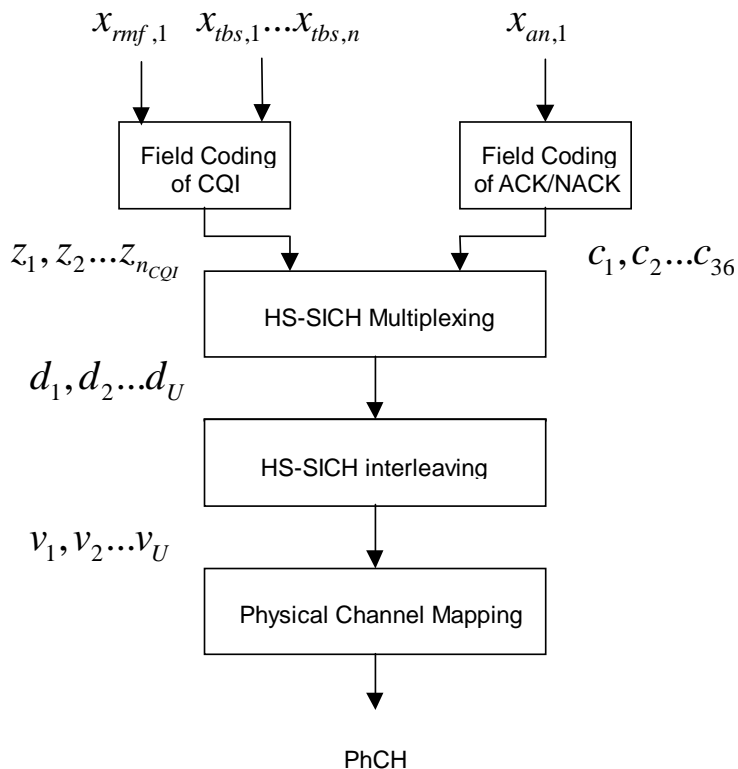 x_{rmf,1} x_{tbs,1}...x_{tbs,n} x_{an,1}
Field Coding
of CQI
Field Coding
of ACK/NACK
z_1, z_2...z_{n_{CQI}}
c_1, c_2...c_{36}
HS-SICH Multiplexing
d_1, d_2...d_U
HS-SICH interleaving
v_1, v_2...v_U
Physical Channel Mapping
PhCH